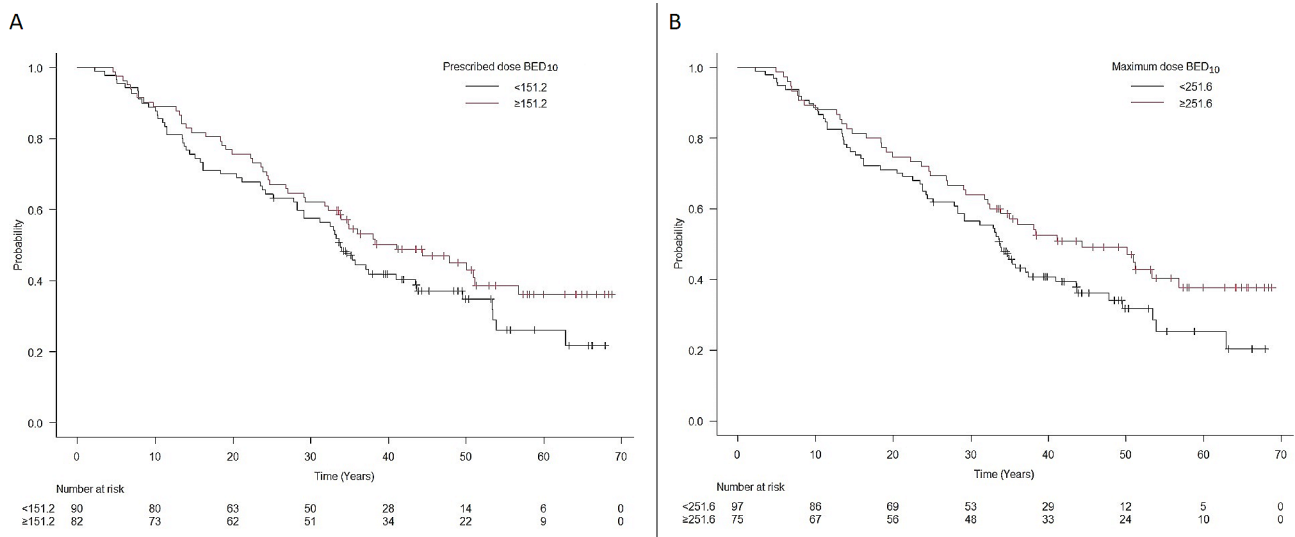 A
Prescribed dose BED10
<151.2
≥151.2
1.0
0.8
0.6
0.4
0.2
0.0
Probability
0 10 20 30 40 50 60 70
Time (Years)
Number at risk
<151.2 90 80 63 50 28 14 6 0
≥151.2 82 73 62 51 34 22 9 0
B
Maximum dose BED10
<251.6
≥251.6
1.0
0.8
0.6
0.4
0.2
0.0
Probability
0 10 20 30 40 50 60 70
Time (Years)
Number at risk
<251.6 97 86 69 53 29 12 5 0
≥251.6 75 67 56 48 33 24 10 0